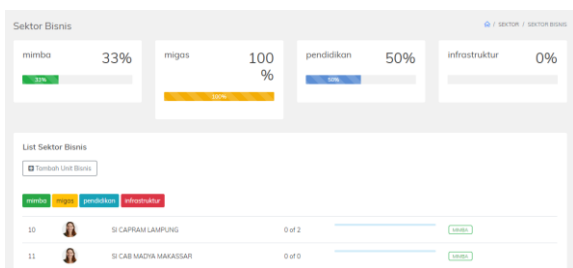 Sektor Bisnis
/ SEKTOR / SEKTOR BISNIS
mimba 33%
33%
migas 100
%
100%
pendidikan 50%
50%
infrastruktur 0%
List Sektor Bisnis
Tambah Unit Bisnis
mimba migas pendidikan infrastruktur
10 SI CAPRAM LAMPUNG 0 of 2 MIMBA
11 SI CAB MADYA MAKASSAR 0 of 0 MIMBA